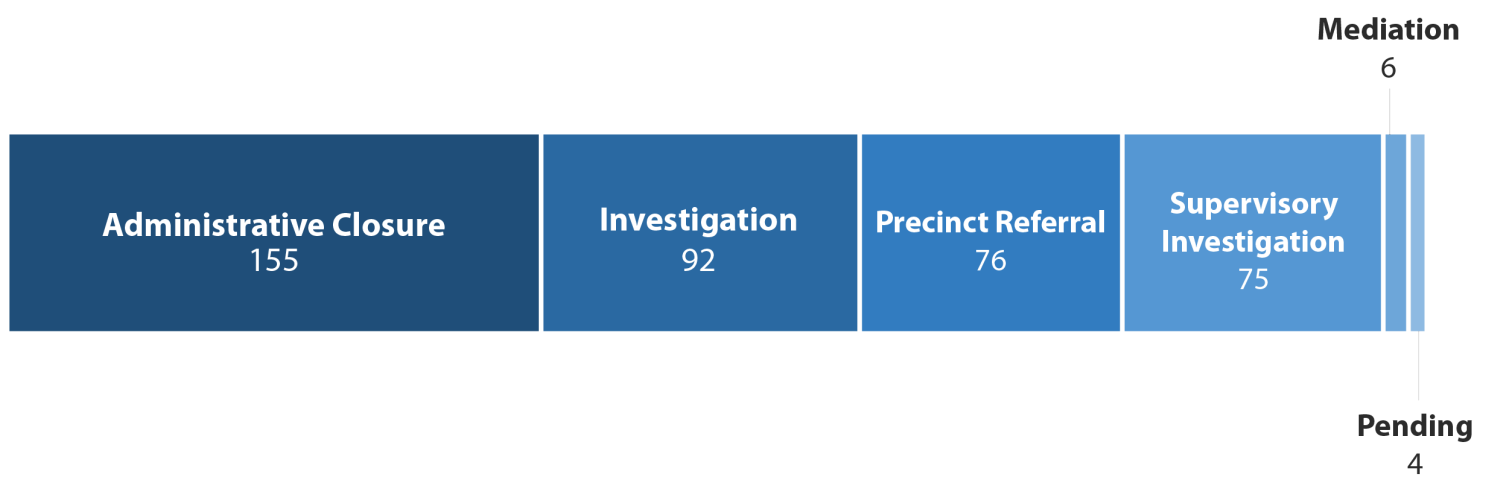 Mediation
6
Administrative Closure
155
Investigation
92
Precinct Referral
76
Supervisory
Investigation
75
Pending
4